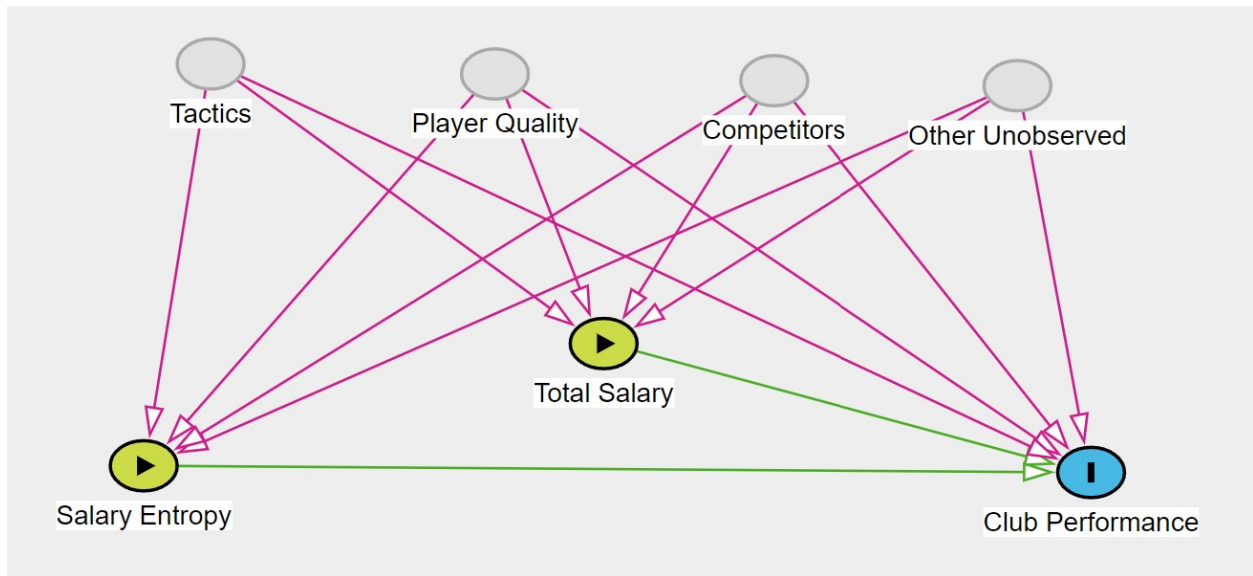 Tactics
Player Quality
Competitors
Other Unobserved
Total Salary
Salary Entropy
Club Performance